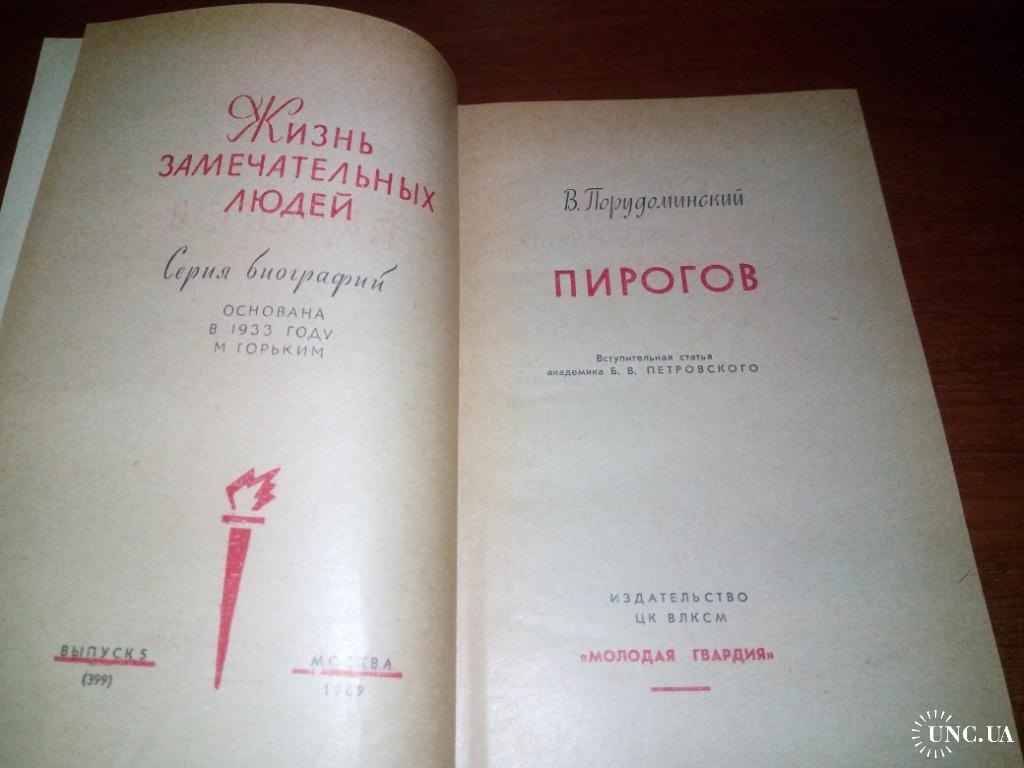 Жизнь
ЗАМЕЧАТЕЛЬНЫХ
ЛЮДЕЙ
Серия биографий
ОСНОВАНА
В 1933 ГОДУ
М ГОРЬКИМ
ВЫПУСК 5
(399)
МОСКВА
1969
В. Порудоминский
ПИРОГОВ
Вступительная статья
академика Б. В. ПЕТРОВСКОГО
ИЗДАТЕЛЬСТВО
ЦК ВЛКСМ
«МОЛОДАЯ ГВАРДИЯ»
UNC.UA